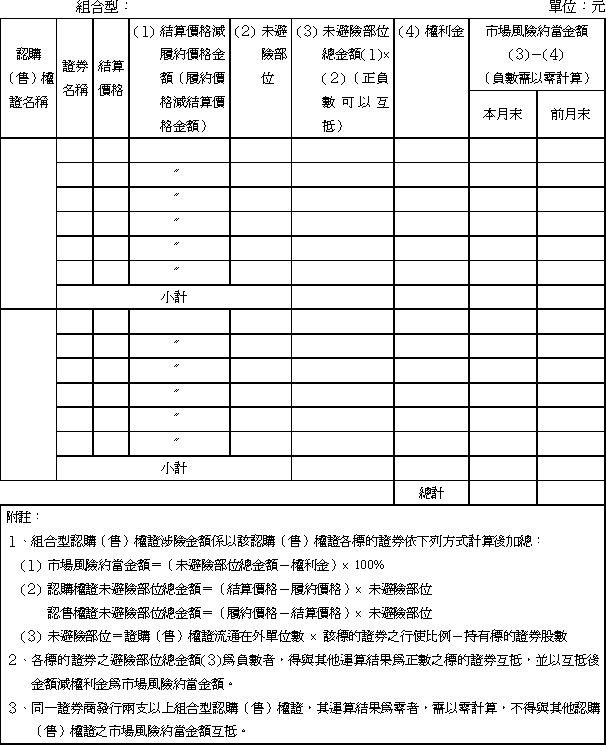 組合型：
單位：元
認購（售）權證名稱
證券名稱
結算價格
(1) 結算價格減履約價格金額（履約價格減結算價格金額）
(2) 未避險部位
(3) 未避險部位總金額(1)×(2)（正負數可以互抵）
(4) 權利金
市場風險約當金額
(3)－(4)
（負數需以零計算）
本月末
前月末
〃
〃
〃
〃
〃
小計
〃
〃
〃
〃
〃
小計
總計
附註：
1、組合型認購（售）權證涉險金額係以該認購（售）權證各標的證券依下列方式計算後加總：
(1) 市場風險約當金額＝（未避險部位總金額－權利金）× 100%
(2) 認購權證未避險部位總金額＝（結算價格－履約價格）× 未避險部位
認售權證未避險部位總金額＝（履約價格－結算價格）× 未避險部位
(3) 未避險部位＝證購（售）權證流通在外單位數 × 該標的證券之行使比例－持有標的證券股數
2、各標的證券之避險部位總金額(3)為負數者，得與其他運算結果為正數之標的證券互抵，並以互抵後
金額減權利金為市場風險約當金額。
3、同一證券商發行兩支以上組合型認購（售）權證，其運算結果為零者，需以零計算，不得與其他認購
（售）權證之市場風險約當金額互抵。